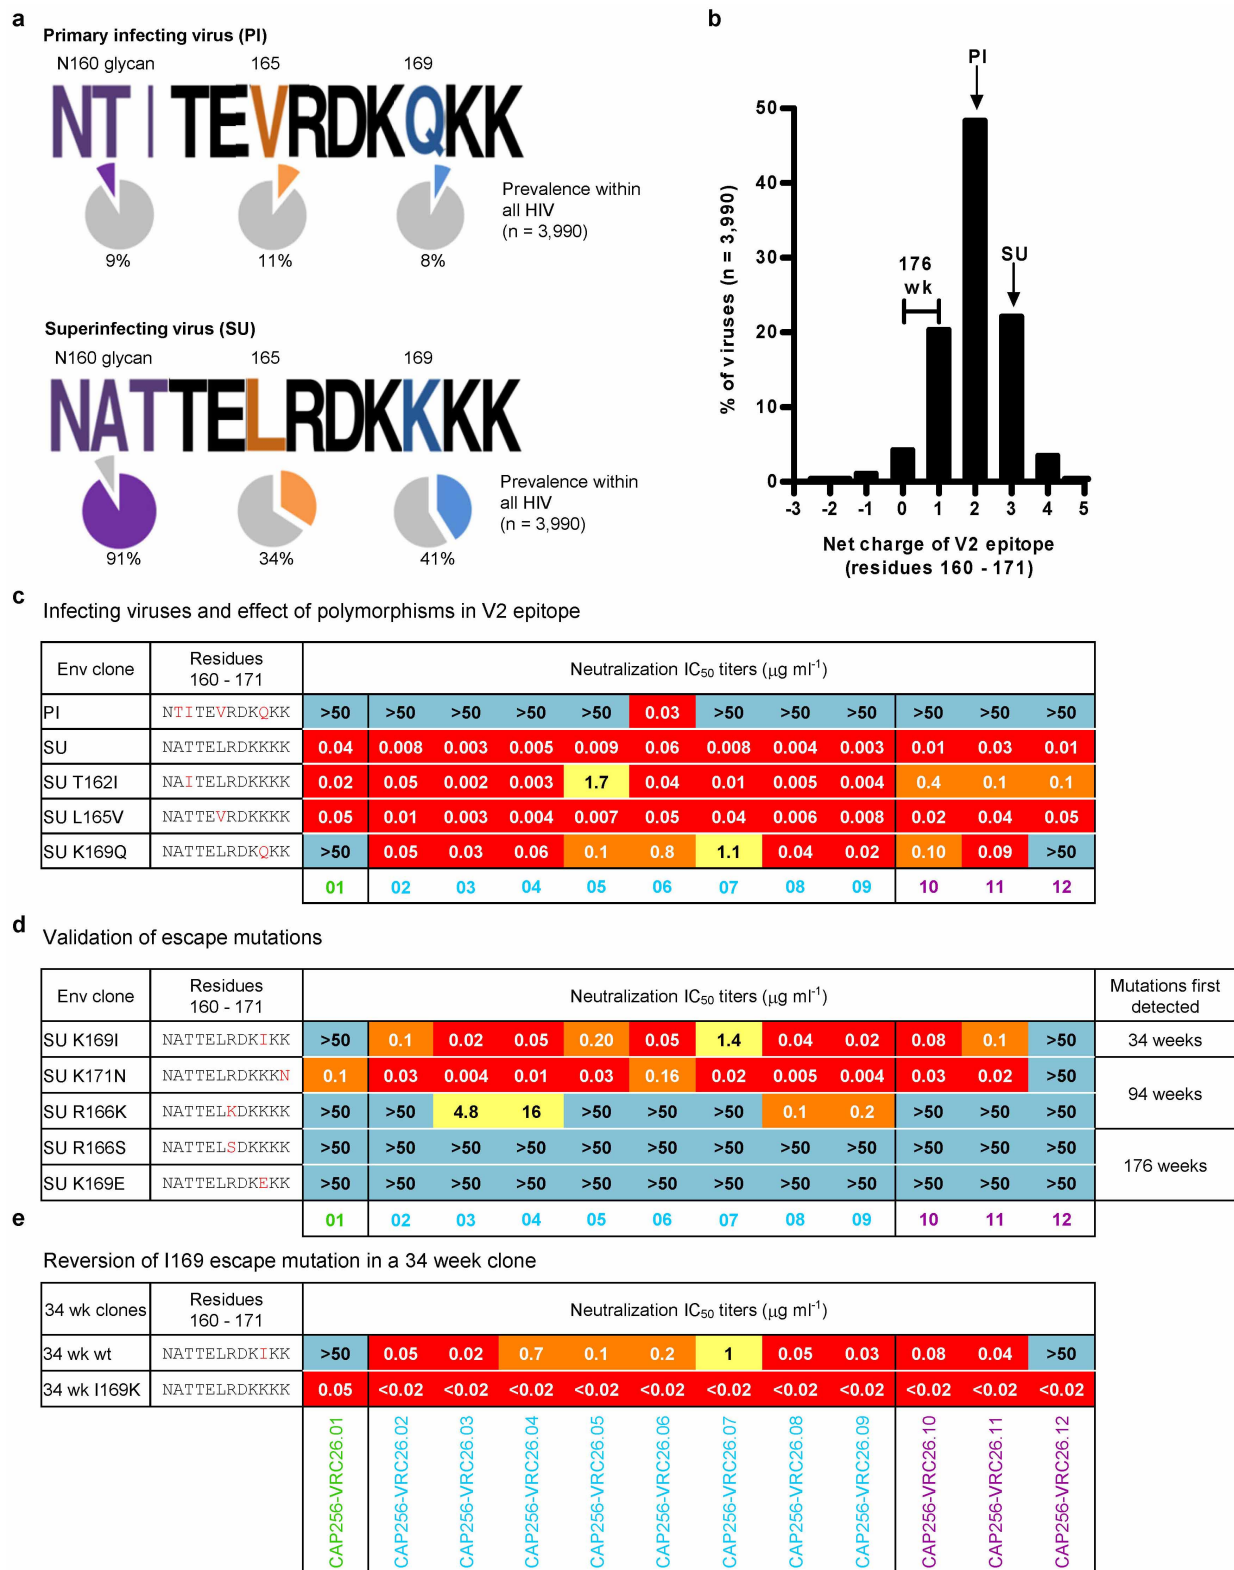 a
Primary infecting virus (PI)
N160 glycan 165 169
NTITEVRDKQKK
Prevalence within
all HIV
(n = 3,990)
9% 11% 8%
Superinfecting virus (SU)
N160 glycan 165 169
NATTELRDKKKK
Prevalence within
all HIV
(n = 3,990)
91% 34% 41%
b
PI
SU
176
wk
% of viruses (n = 3,990)
50
40
30
20
10
0
-3 -2 -1 0 1 2 3 4 5
Net charge of V2 epitope
(residues 160 - 171)
c Infecting viruses and effect of polymorphisms in V2 epitope
Env clone Residues 160 - 171 Neutralization IC50 titers (μg ml-1)
PI NTITEVRDKQKK >50 >50 >50 >50 >50 0.03 >50 >50 >50 >50 >50 >50
SU NATTELRDKKKK 0.04 0.008 0.003 0.005 0.009 0.06 0.008 0.004 0.003 0.01 0.03 0.01
SU T162I NAITELRDKKKK 0.02 0.05 0.002 0.003 1.7 0.04 0.01 0.005 0.004 0.4 0.1 0.1
SU L165V NATTEVRDKKKK 0.05 0.01 0.003 0.004 0.007 0.05 0.04 0.006 0.008 0.02 0.04 0.05
SU K169Q NATTELRDKQKK >50 0.05 0.03 0.06 0.1 0.8 1.1 0.04 0.02 0.10 0.09 >50
01 02 03 04 05 06 07 08 09 10 11 12
d Validation of escape mutations
Env clone Residues 160 - 171 Neutralization IC50 titers (μg ml-1) Mutations first detected
SU K169I NATTELRDKIKK >50 0.1 0.02 0.05 0.20 0.05 1.4 0.04 0.02 0.08 0.1 >50 34 weeks
SU K171N NATTELRDKKKN 0.1 0.03 0.004 0.01 0.03 0.16 0.02 0.005 0.004 0.03 0.02 >50
94 weeks
SU R166K NATTELKDKKKK >50 >50 4.8 16 >50 >50 >50 0.1 0.2 >50 >50 >50
SU R166S NATTELSDKKKK >50 >50 >50 >50 >50 >50 >50 >50 >50 >50 >50 >50
176 weeks
SU K169E NATTELRDKEKK >50 >50 >50 >50 >50 >50 >50 >50 >50 >50 >50 >50
01 02 03 04 05 06 07 08 09 10 11 12
e Reversion of I169 escape mutation in a 34 week clone
34 wk clones Residues 160 - 171 Neutralization IC50 titers (μg ml-1)
34 wk wt NATTELRDKIKK >50 0.05 0.02 0.7 0.1 0.2 1 0.05 0.03 0.08 0.04 >50
34 wk I169K NATTELRDKKKK 0.05 <0.02 <0.02 <0.02 <0.02 <0.02 <0.02 <0.02 <0.02 <0.02 <0.02 <0.02
CAP256-VRC26.01
CAP256-VRC26.02
CAP256-VRC26.03
CAP256-VRC26.04
CAP256-VRC26.05
CAP256-VRC26.06
CAP256-VRC26.07
CAP256-VRC26.08
CAP256-VRC26.09
CAP256-VRC26.10
CAP256-VRC26.11
CAP256-VRC26.12